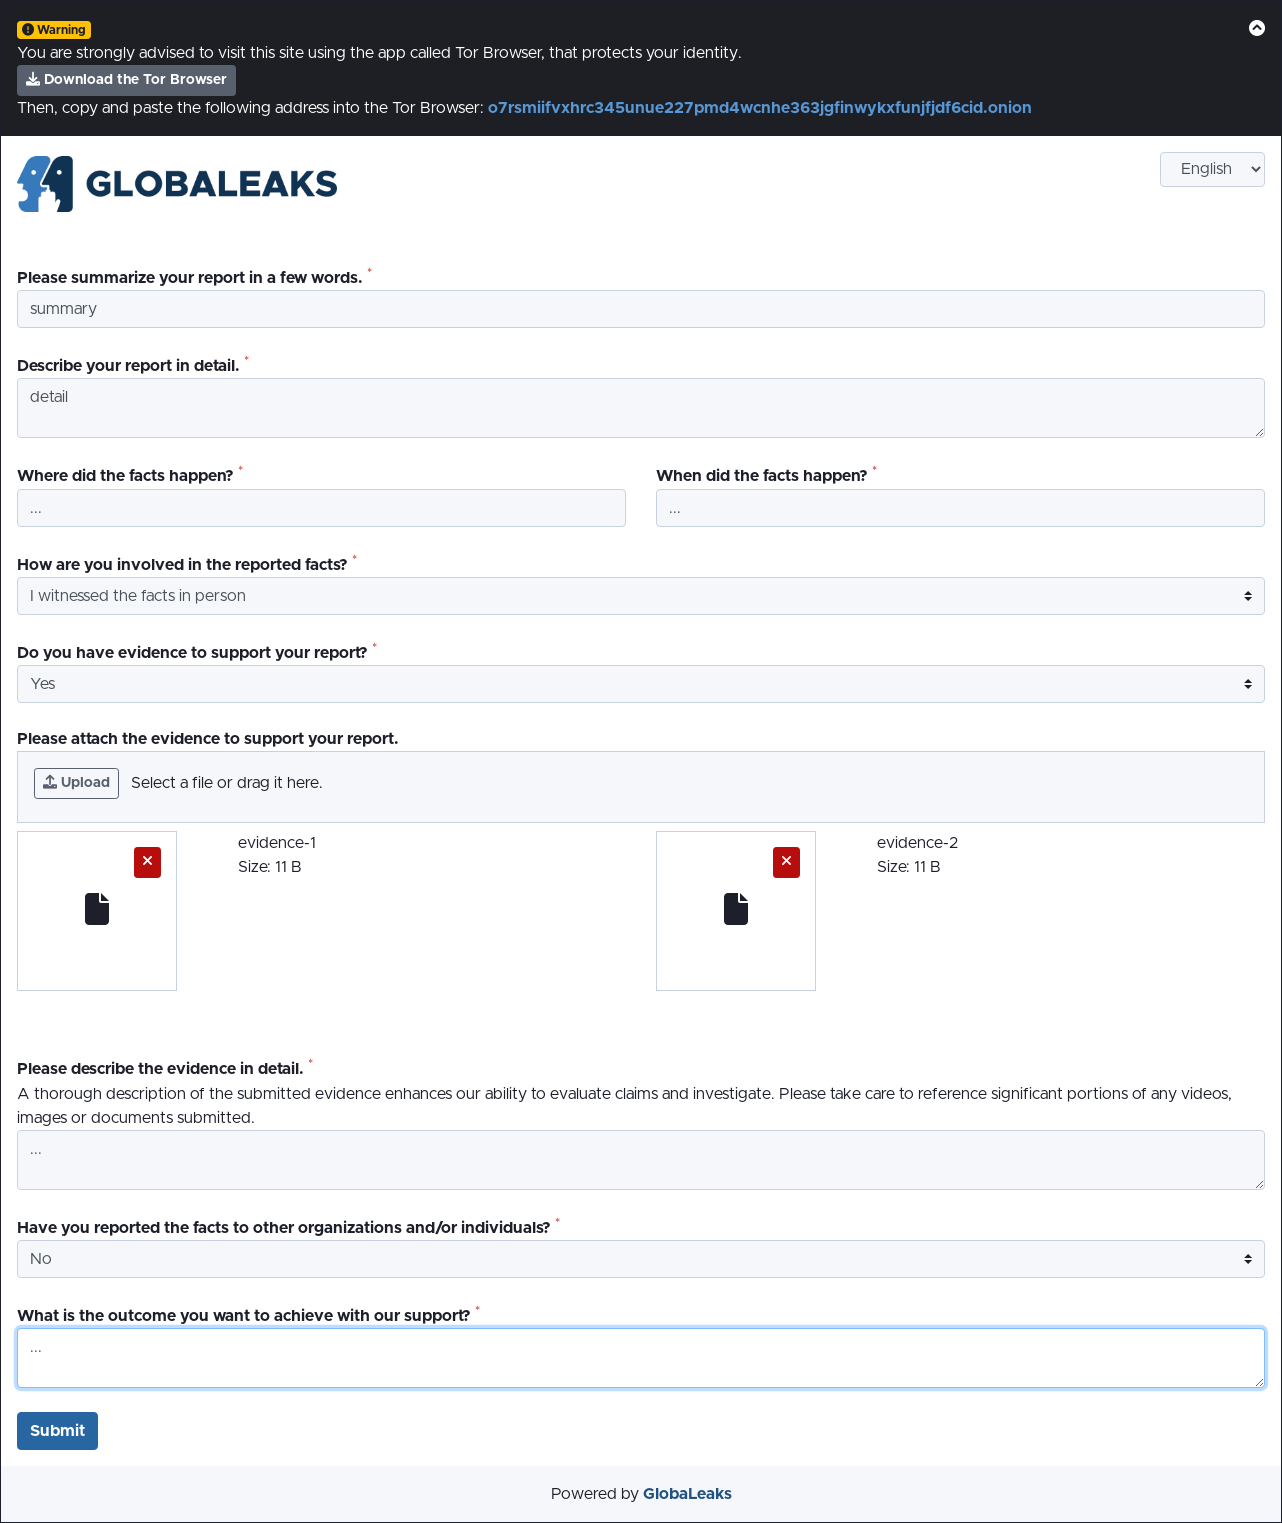 Warning
You are strongly advised to visit this site using the app called Tor Browser, that protects your identity.
Download the Tor Browser
Then, copy and paste the following address into the Tor Browser: o7rsmiifvxhrc345unue227pmd4wcnhe363jgfinwykxfunjfjdf6cid.onion
GLOBALEAKS
English
Please summarize your report in a few words. *
summary
Describe your report in detail. *
detail
Where did the facts happen? *
When did the facts happen? *
...
...
How are you involved in the reported facts? *
I witnessed the facts in person
Do you have evidence to support your report? *
Yes
Please attach the evidence to support your report.
Upload
Select a file or drag it here.
evidence-1
Size: 11 B
evidence-2
Size: 11 B
Please describe the evidence in detail. *
A thorough description of the submitted evidence enhances our ability to evaluate claims and investigate. Please take care to reference significant portions of any videos,
images or documents submitted.
...
Have you reported the facts to other organizations and/or individuals? *
No
What is the outcome you want to achieve with our support? *
...
Submit
Powered by GlobaLeaks